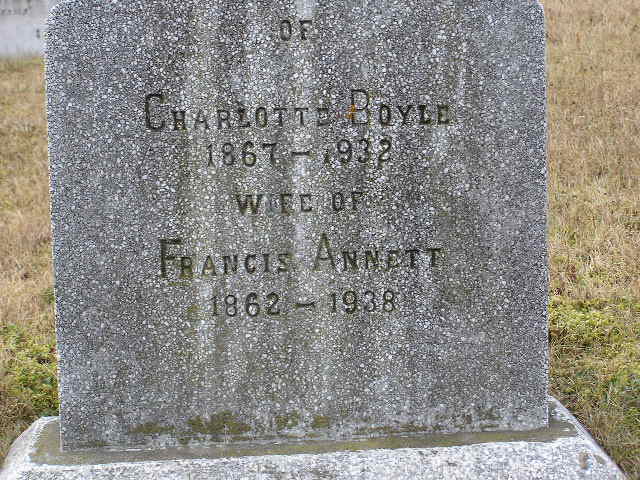 OF
CHARLOTTE BOYLE
1867-1932
WIFE OF
FRANCIS ANNETT
1862-1938